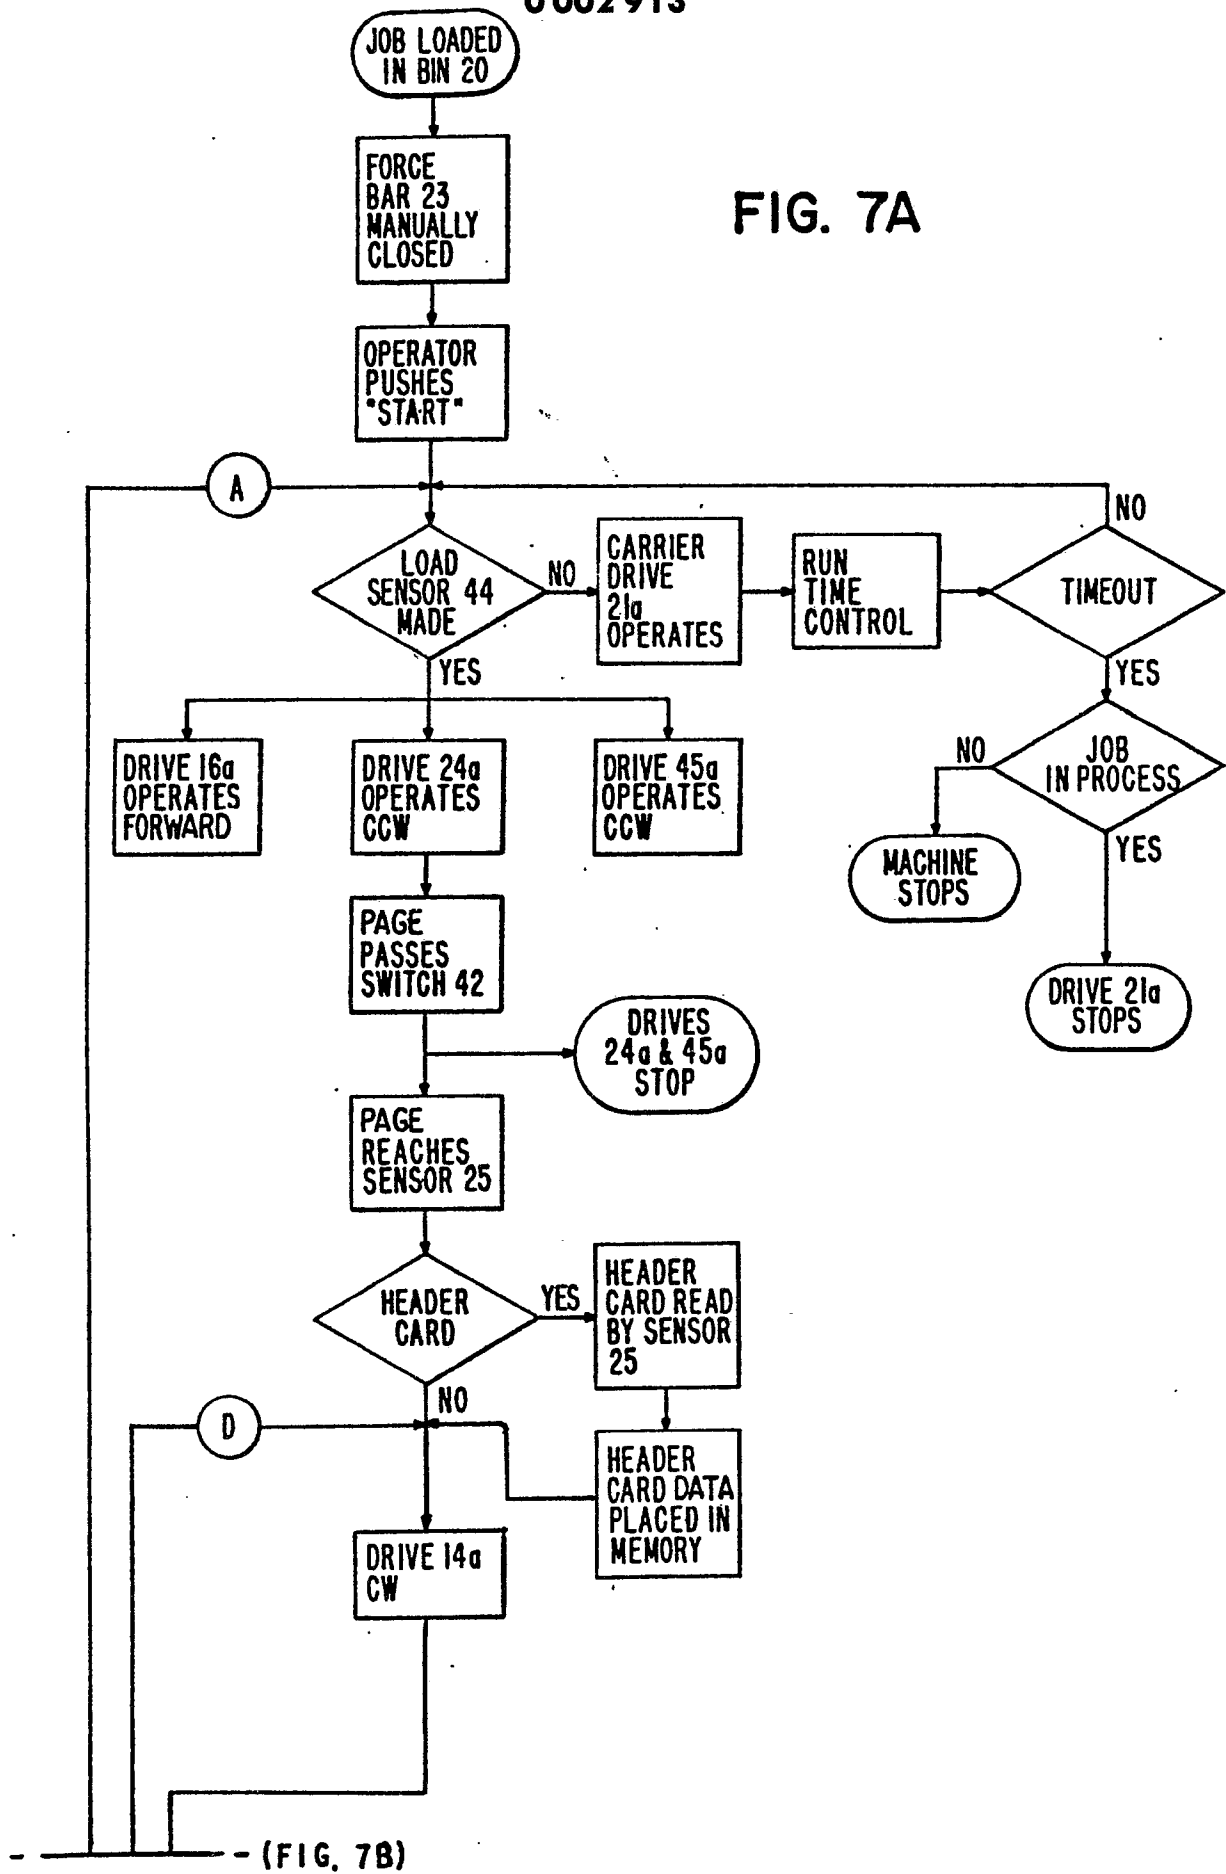 0 002 913
JOB LOADED
IN BIN 20
FORCE
BAR 23
MANUALLY
CLOSED
FIG. 7A
OPERATOR
PUSHES
"START"
A
NO
LOAD
SENSOR 44
MADE
NO
CARRIER
DRIVE
21a
OPERATES
RUN
TIME
CONTROL
TIMEOUT
YES
YES
NO
JOB
IN PROCESS
DRIVE 16a
OPERATES
FORWARD
DRIVE 24a
OPERATES
CCW
DRIVE 45a
OPERATES
CCW
MACHINE
STOPS
YES
PAGE
PASSES
SWITCH 42
DRIVE 21a
STOPS
DRIVES
24a & 45a
STOP
PAGE
REACHES
SENSOR 25
HEADER
CARD
YES
HEADER
CARD READ
BY SENSOR
25
NO
D
HEADER
CARD DATA
PLACED IN
MEMORY
DRIVE 14a
CW
(FIG. 7B)